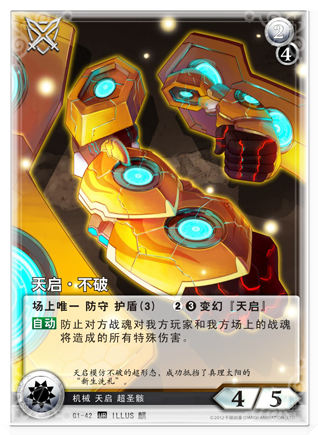 2
4
天启·不破
场上唯一 防守 护盾(3) 2 3 变幻『天启』
自动 防止对方战魂对我方玩家和我方场上的战魂
将造成的所有特殊伤害。
天启模仿不破的超形态，成功抵挡了真理太阳的
“新生洗礼”。
机械 天启 超圣骸
4 / 5
01-42 ILLUS 麒